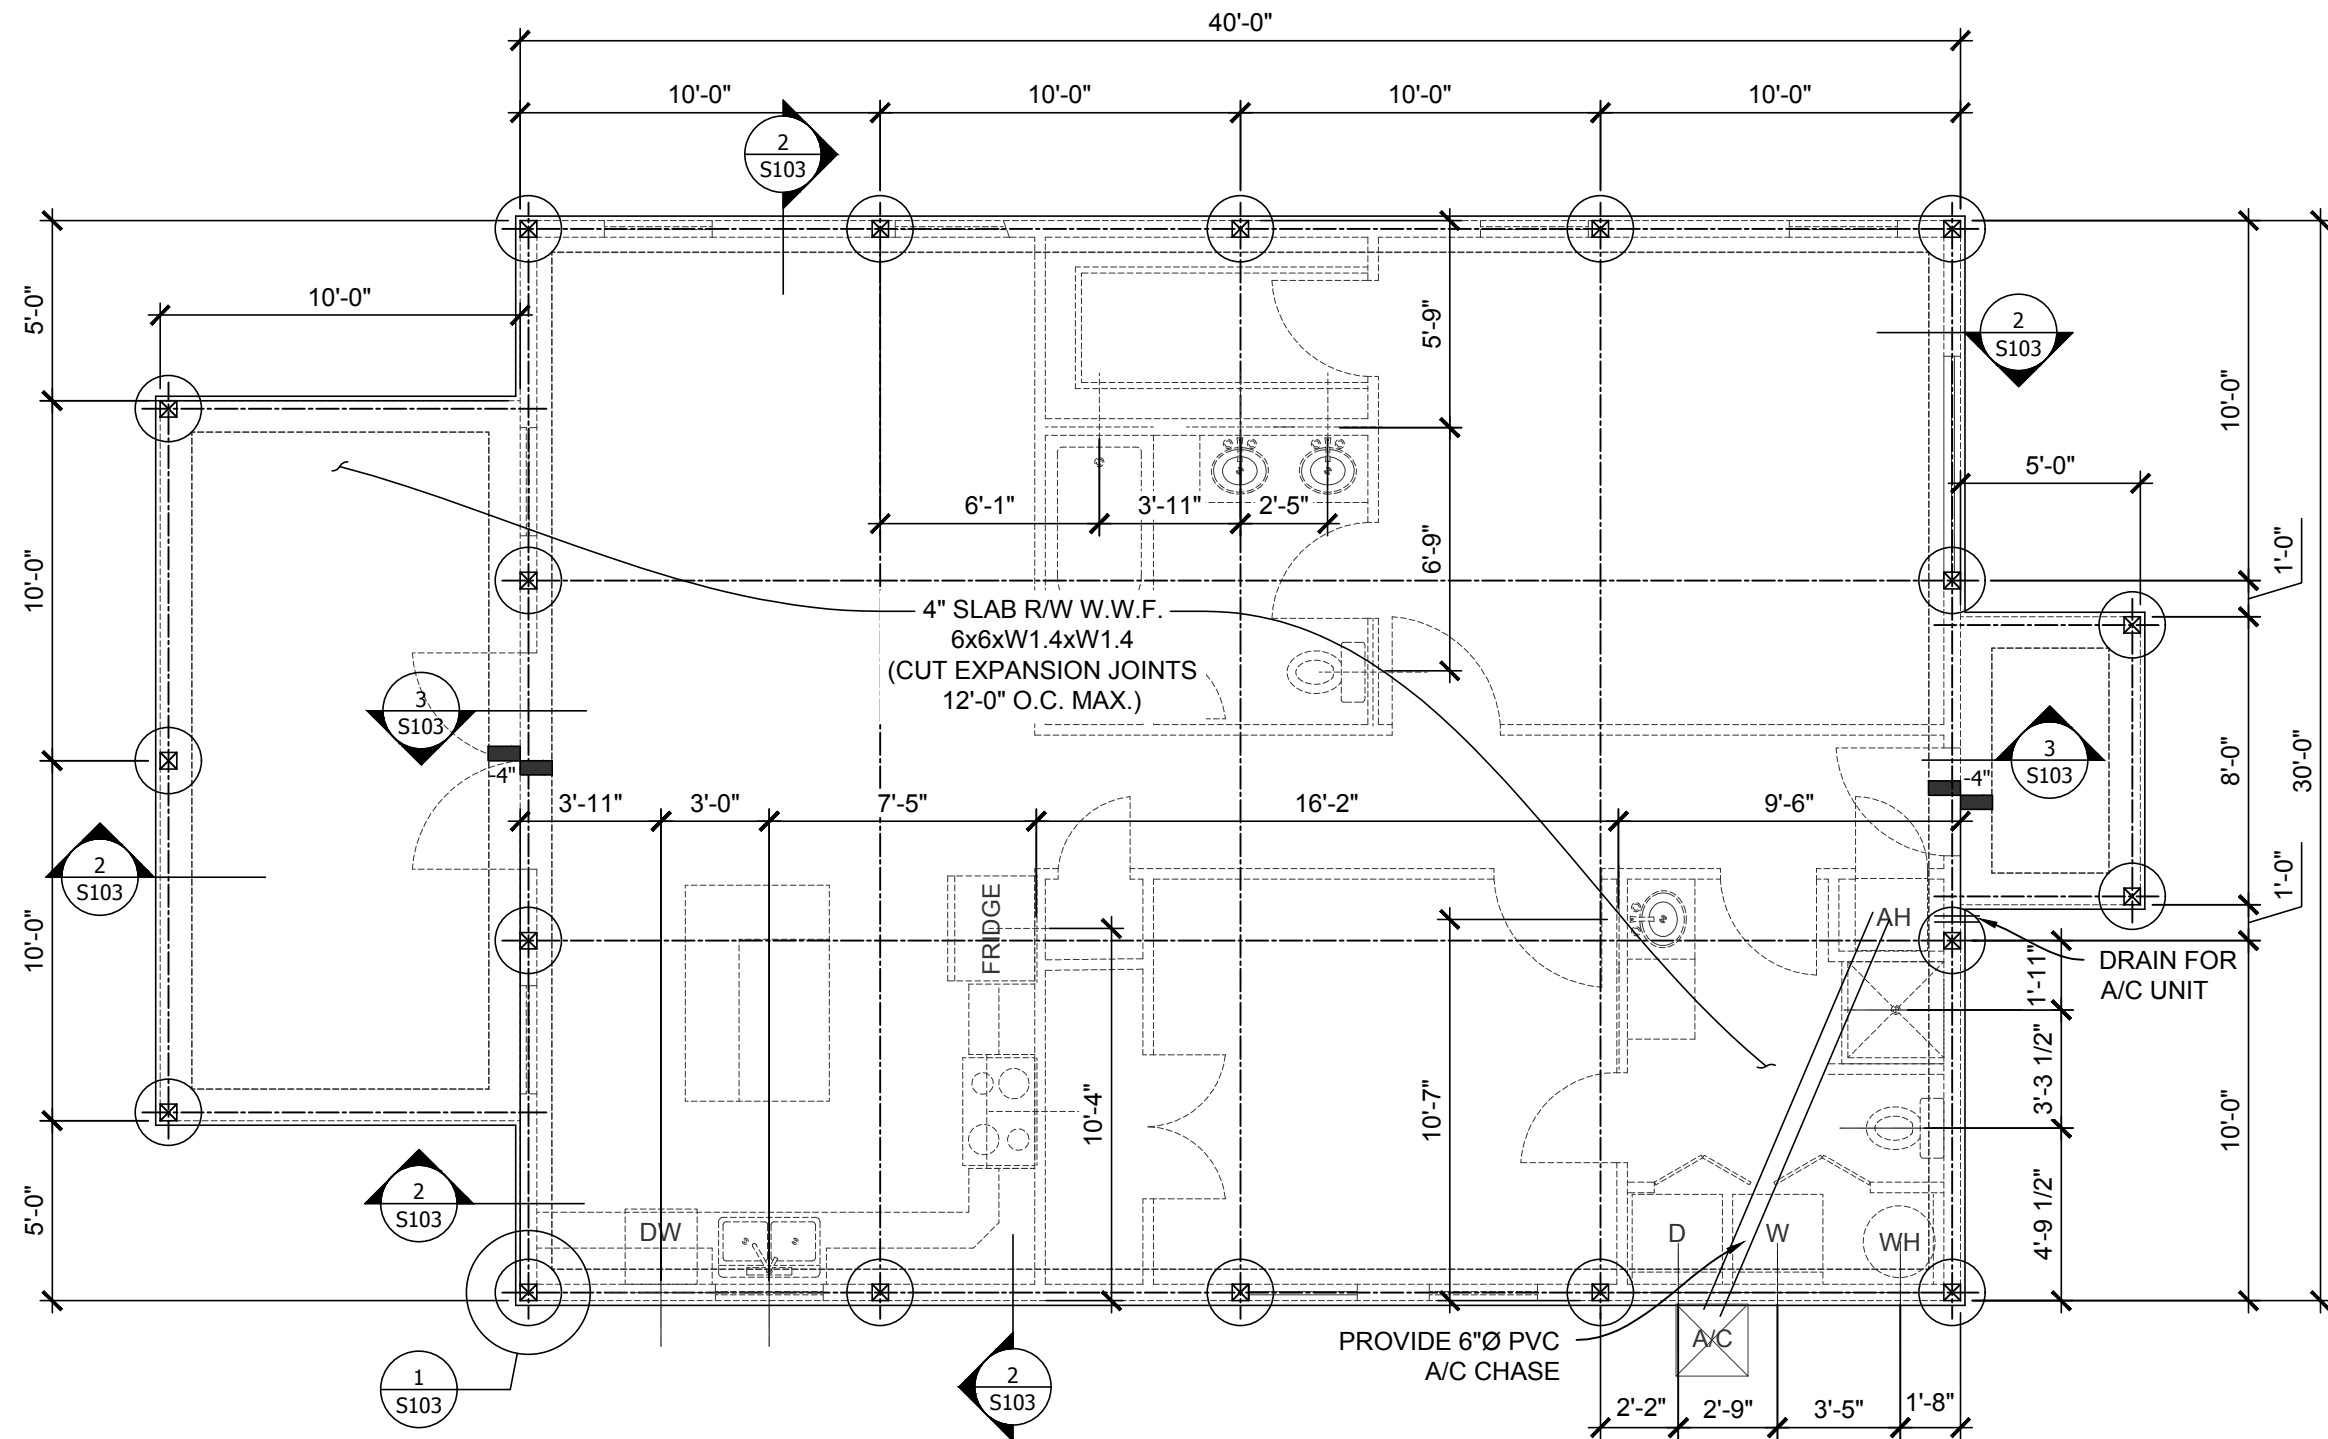 40'-0"
10'-0"
10'-0"
10'-0"
10'-0"
2
S103
10'-0"
5'-0"
5'-9"
2
S103
10'-0"
5'-0"
6'-1"
3'-11"
2'-5"
6'-9"
10'-0"
1'-0"
4" SLAB R/W W.W.F.
6x6xW1.4xW1.4
(CUT EXPANSION JOINTS
12'-0" O.C. MAX.)
3
S103
-4"
3
S103
-4"
8'-0"
30'-0"
3'-11"
3'-0"
7'-5"
16'-2"
9'-6"
2
S103
1'-0"
FRIDGE
AH
DRAIN FOR
A/C UNIT
10'-0"
1'-11"
3'-3 1/2"
10'-4"
10'-7"
10'-0"
2
S103
5'-0"
4'-9 1/2"
DW
D
W
WH
PROVIDE 6"Ø PVC
A/C CHASE
A/C
1
S103
2
S103
2'-2"
2'-9"
3'-5"
1'-8"